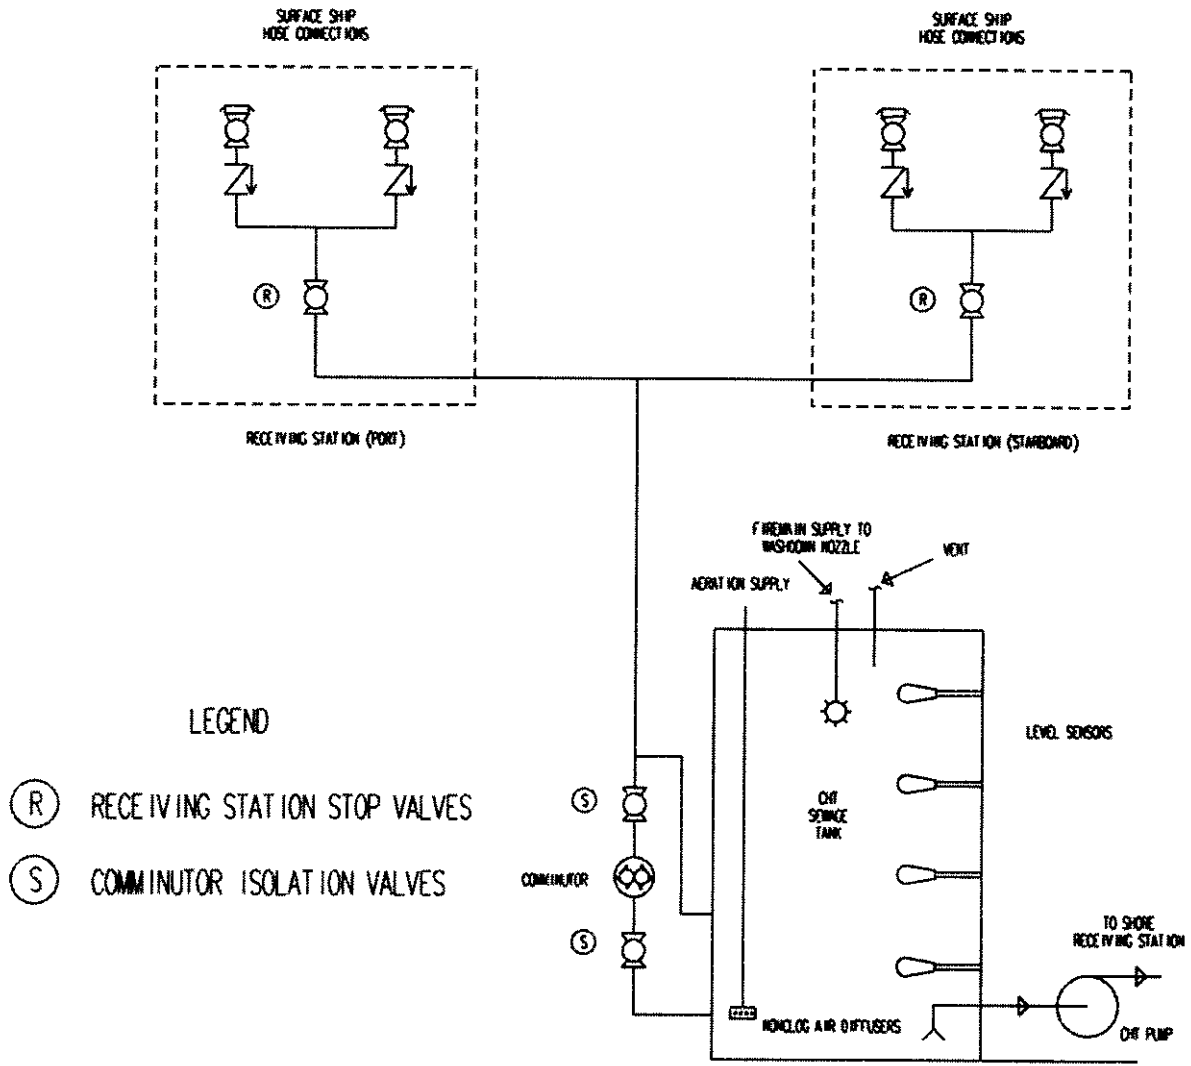 SURFACE SHIP
HOSE CONNECTIONS
SURFACE SHIP
HOSE CONNECTIONS
R
R
RECEIVING STATION (PORT)
RECEIVING STATION (STARBOARD)
FIREMAIN SUPPLY TO
WASHDOWN NOZZLE
VENT
AERATION SUPPLY
LEGEND
LEVEL SENSORS
R RECEIVING STATION STOP VALVES
S
CHT
SEWAGE
TANK
S COMMINUTOR ISOLATION VALVES
COMMINUTOR
S
TO SHORE
RECEIVING STATION
NONCLOG AIR DIFFUSERS
CHT PUMP